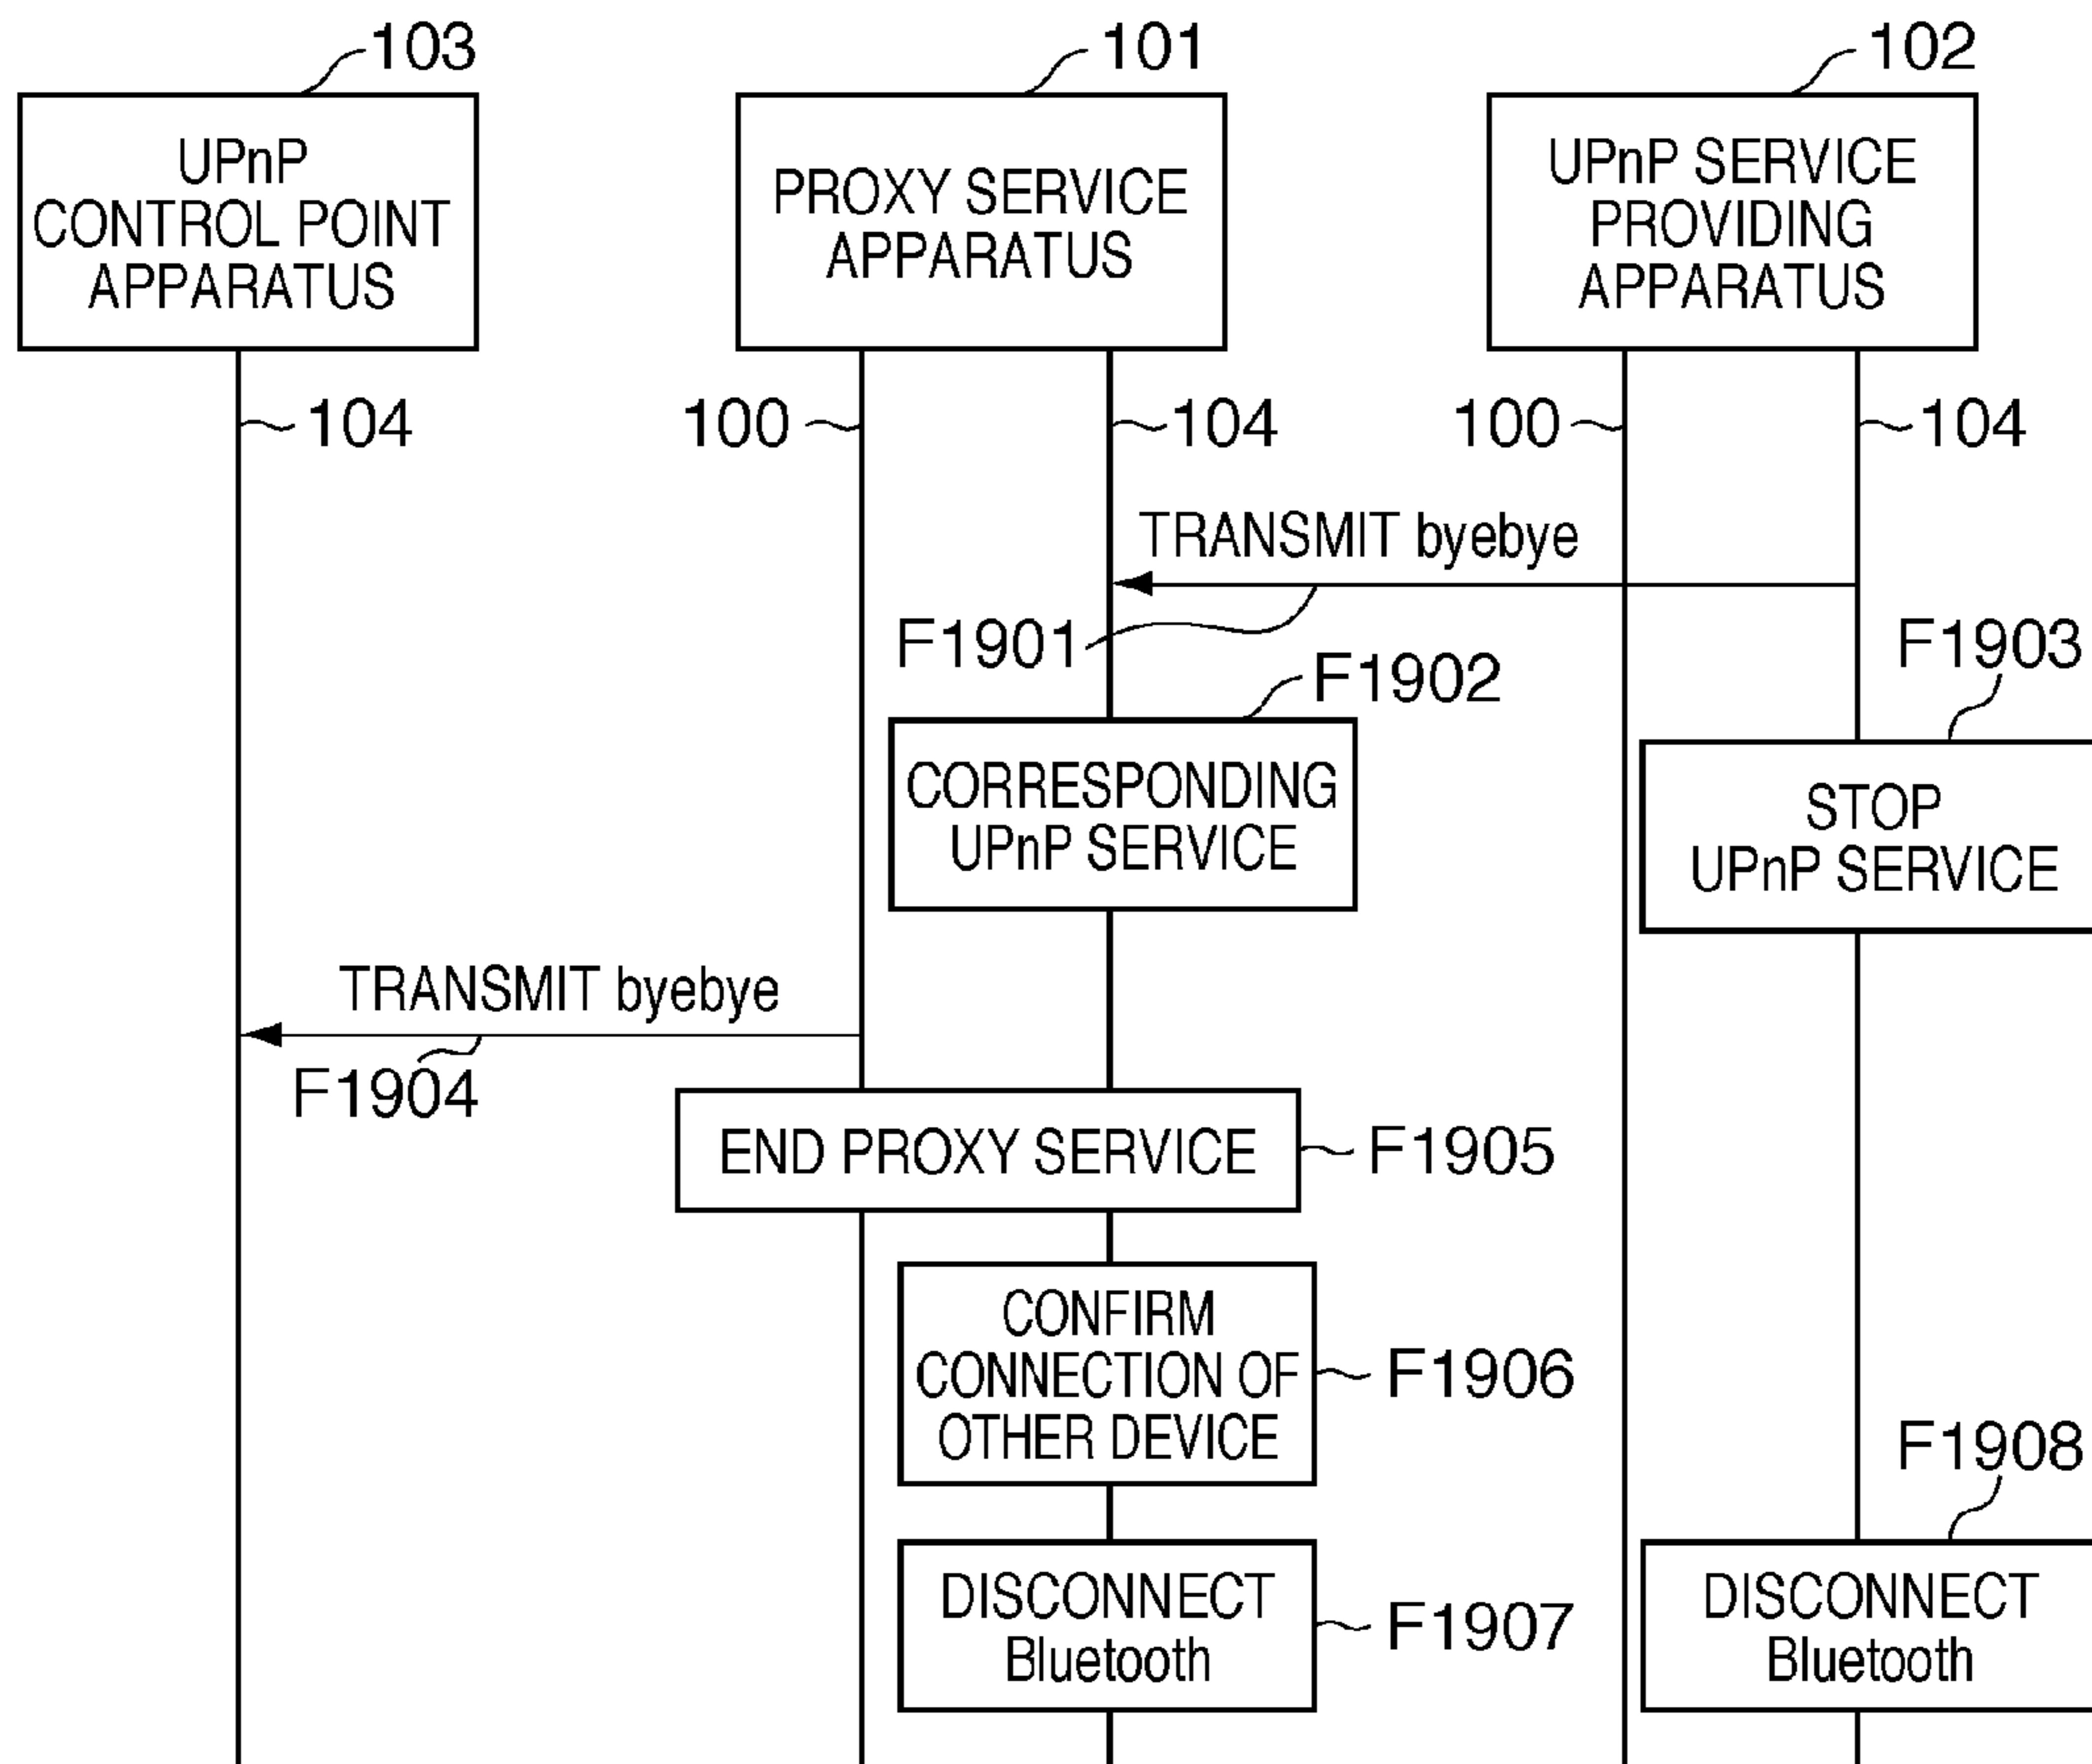 103
101
102
UPnP
CONTROL POINT
APPARATUS
PROXY SERVICE
APPARATUS
UPnP SERVICE
PROVIDING
APPARATUS
104
100
104
100
104
TRANSMIT byebye
F1901
F1902
F1903
CORRESPONDING
UPnP SERVICE
STOP
UPnP SERVICE
TRANSMIT byebye
F1904
END PROXY SERVICE
F1905
CONFIRM
CONNECTION OF
OTHER DEVICE
F1906
F1908
DISCONNECT
Bluetooth
F1907
DISCONNECT
Bluetooth